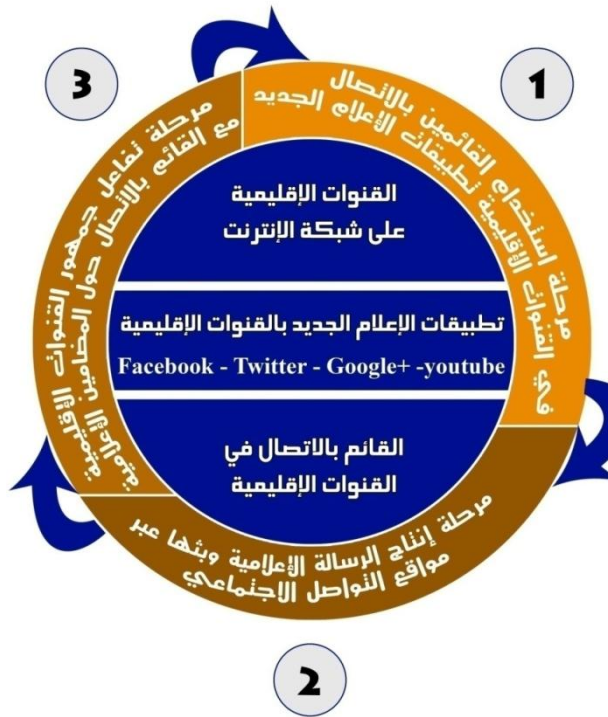 1
مرحلة استخدام القائمين بالاتصال
في القنوات الإقليمية تطبيقات الإعلام الجديد
2
مرحلة إنتاج الرسالة الإعلامية وبثها عبر
مواقع التواصل الاجتماعي
3
مرحلة تفاعل جمهور القنوات الإقليمية
مع القائم بالاتصال حول المضامين الإعلامية
القنوات الإقليمية
على شبكة الإنترنت
تطبيقات الإعلام الجديد بالقنوات الإقليمية
Facebook - Twitter - Google+ -youtube
القائم بالاتصال في
القنوات الإقليمية